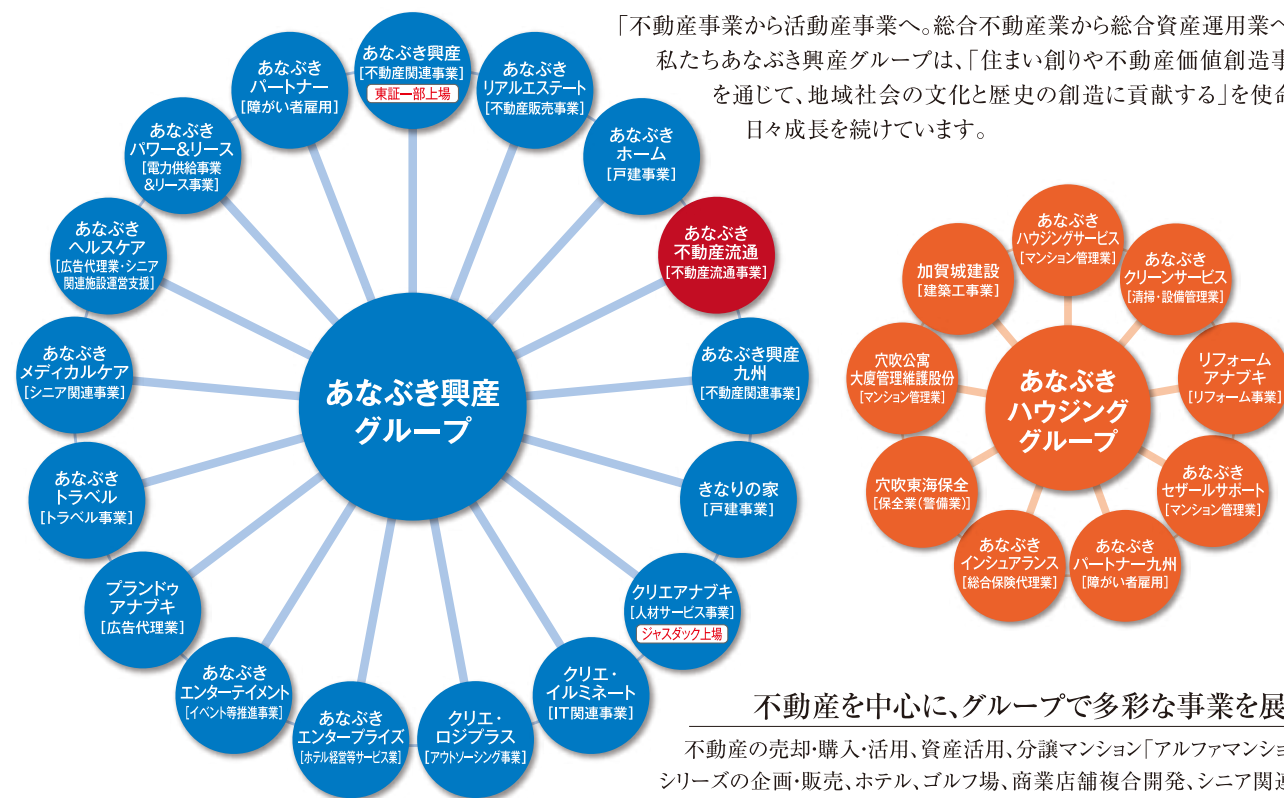 「不動産事業から活動産事業へ。総合不動産業から総合資産運用業へ
私たちあなぶき興産グループは、「住まい創りや不動産価値創造事
を通じて、地域社会の文化と歴史の創造に貢献する」を使命
日々成長を続けています。
あなぶき興産
グループ
あなぶき興産
[不動産関連事業]
東証一部上場
あなぶき
リアルエステート
[不動産販売事業]
あなぶき
ホーム
[戸建事業]
あなぶき
不動産流通
[不動産流通事業]
あなぶき興産
九州
[不動産関連事業]
きなりの家
[戸建事業]
クリエアナブキ
[人材サービス事業]
ジャスダック上場
クリエ・
イルミネート
[IT関連事業]
クリエ・
ロジプラス
[アウトソーシング事業]
あなぶき
エンタープライズ
[ホテル経営等サービス業]
あなぶき
エンターテイメント
[イベント等推進事業]
ブランドゥ
アナブキ
[広告代理業]
あなぶき
トラベル
[トラベル事業]
あなぶき
メディカルケア
[シニア関連事業]
あなぶき
ヘルスケア
[広告代理業・シニア
関連施設運営支援]
あなぶき
パワー&リース
[電力供給事業
&リース事業]
あなぶき
パートナー
[障がい者雇用]
あなぶき
ハウジング
グループ
あなぶき
ハウジングサービス
[マンション管理業]
あなぶき
クリーンサービス
[清掃・設備管理業]
リフォーム
アナブキ
[リフォーム事業]
あなぶき
セザールサポート
[マンション管理業]
あなぶき
パートナー九州
[障がい者雇用]
あなぶき
インシュアランス
[総合保険代理業]
穴吹東海保全
[保全業(警備業)]
穴吹公寓
大廈管理維護股份
[マンション管理業]
加賀城建設
[建築工事業]
不動産を中心に、グループで多彩な事業を展
不動産の売却・購入・活用、資産活用、分譲マンション「アルファマンショ
シリーズの企画・販売、ホテル、ゴルフ場、商業店舗複合開発、シニア関連